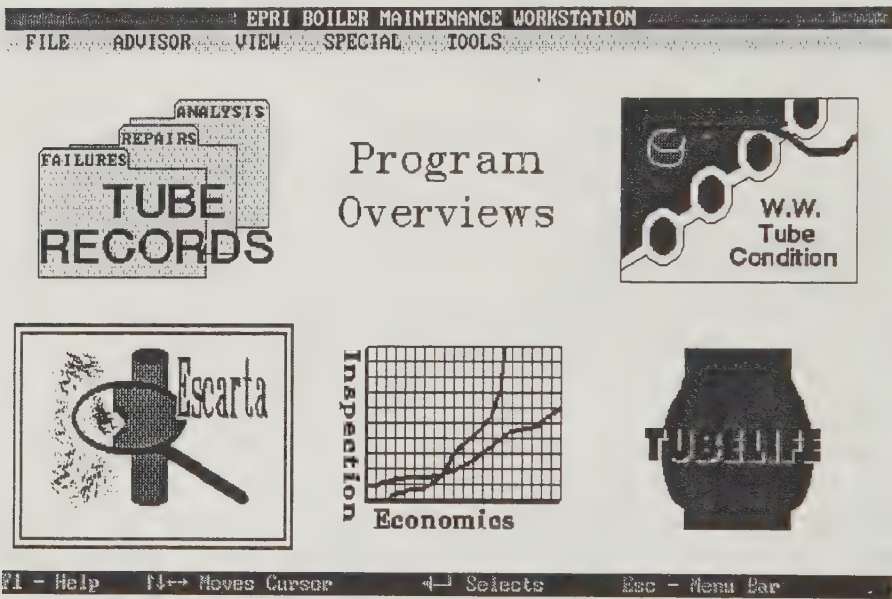 EPRI BOILER MAINTENANCE WORKSTATION
FILE ADVISOR VIEW SPECIAL TOOLS
ANALYSIS
REPAIRS
FAILURES
TUBE
RECORDS
Program
Overviews
W.W.
Tube
Condition
Escarta
Inspection
Economics
TUBELIFE
F1 - Help ↑↓←→ Moves Cursor ←┘ Selects Esc - Menu Bar